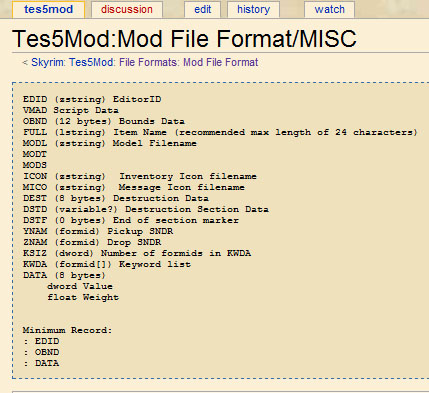 tes5mod discussion edit history watch
Tes5Mod:Mod File Format/MISC
< Skyrim: Tes5Mod: File Formats: Mod File Format
EDID (zstring) EditorID
VMAD Script Data
OBND (12 bytes) Bounds Data
FULL (lstring) Item Name (recommended max length of 24 characters)
MODL (zstring) Model Filename
MODT
MODS
ICON (zstring)  Inventory Icon filename
MICO (zstring)  Message Icon filename
DEST (8 bytes) Destruction Data
DSTD (variable?) Destruction Section Data
DSTF (0 bytes) End of section marker
YNAM (formid) Pickup SNDR
ZNAM (formid) Drop SNDR
KSIZ (dword) Number of formids in KWDA
KWDA (formid[]) Keyword list
DATA (8 bytes)
    dword Value
    float Weight
Minimum Record:
: EDID
: OBND
: DATA